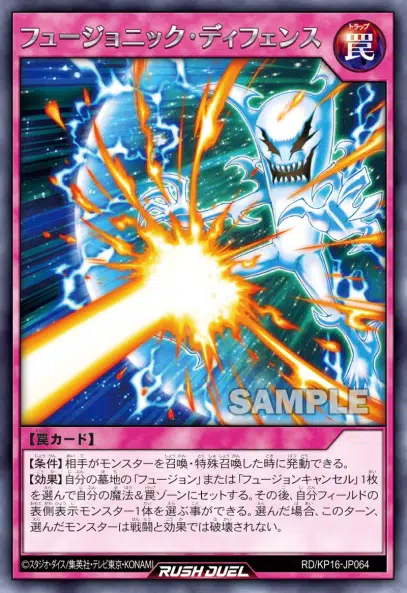 フュージョニック・ディフェンス
トラップ
罠
SAMPLE
【罠カード】
【条件】相手がモンスターを召喚・特殊召喚した時に発動できる。
【効果】自分の墓地の「フュージョン」または「フュージョンキャンセル」1枚
を選んで自分の魔法&罠ゾーンにセットする。その後、自分フィールドの
表側表示モンスター1体を選ぶ事ができる。選んだ場合、このターン、
選んだモンスターは戦闘と効果では破壊されない。
©スタジオ・ダイス/集英社・テレビ東京・KONAMI
RUSH DUEL
RD/KP16-JP064